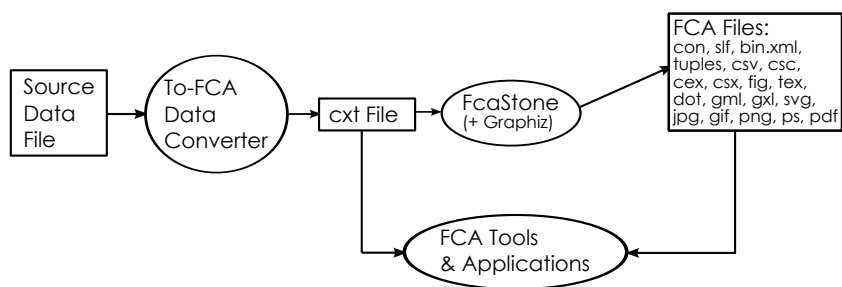 Source
Data
File
To-FCA
Data
Converter
cxt File
FcaStone
(+ Graphiz)
FCA Files:
con, slf, bin.xml,
tuples, csv, csc,
cex, csx, fig, tex,
dot, gml, gxl, svg,
jpg, gif, png, ps, pdf
FCA Tools
& Applications